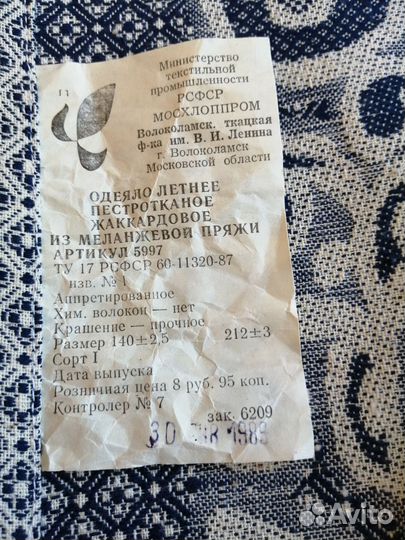 17
Министерство
текстильной
промышленности
РСФСР
МОСХЛОППРОМ
Волоколамск. ткацкая
ф-ка им. В. И. Ленина
г. Волоколамск
Московской области
ОДЕЯЛО ЛЕТНЕЕ
ПЕСТРОТКАНОЕ
ЖАККАРДОВОЕ
ИЗ МЕЛАНЖЕВОЙ ПРЯЖИ
АРТИКУЛ 5997
ТУ 17 РСФСР 60-11320-87
изв. № 1
Аппретированное
Хим. волокон — нет
Крашение — прочное
Размер 140±2,5 212±3
Сорт I
Дата выпуска
Розничная цена 8 руб. 95 коп.
Контролер № 7 зак. 6209
30 1989
Avito